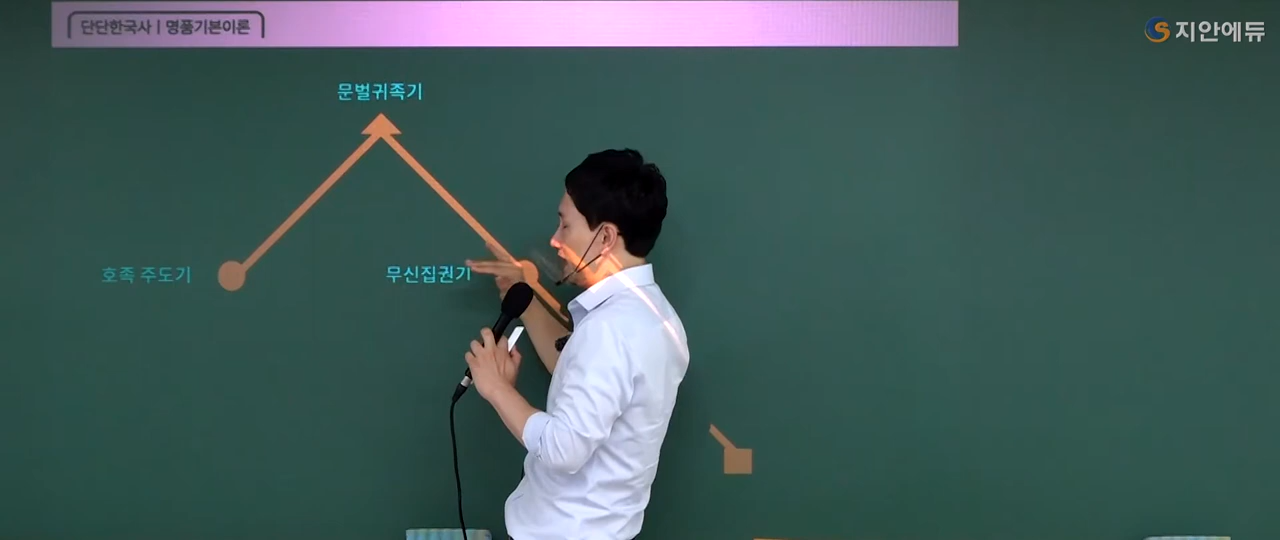 단단한국사 | 명품기본이론
지안에듀
문벌귀족기
호족 주도기
무신집권기